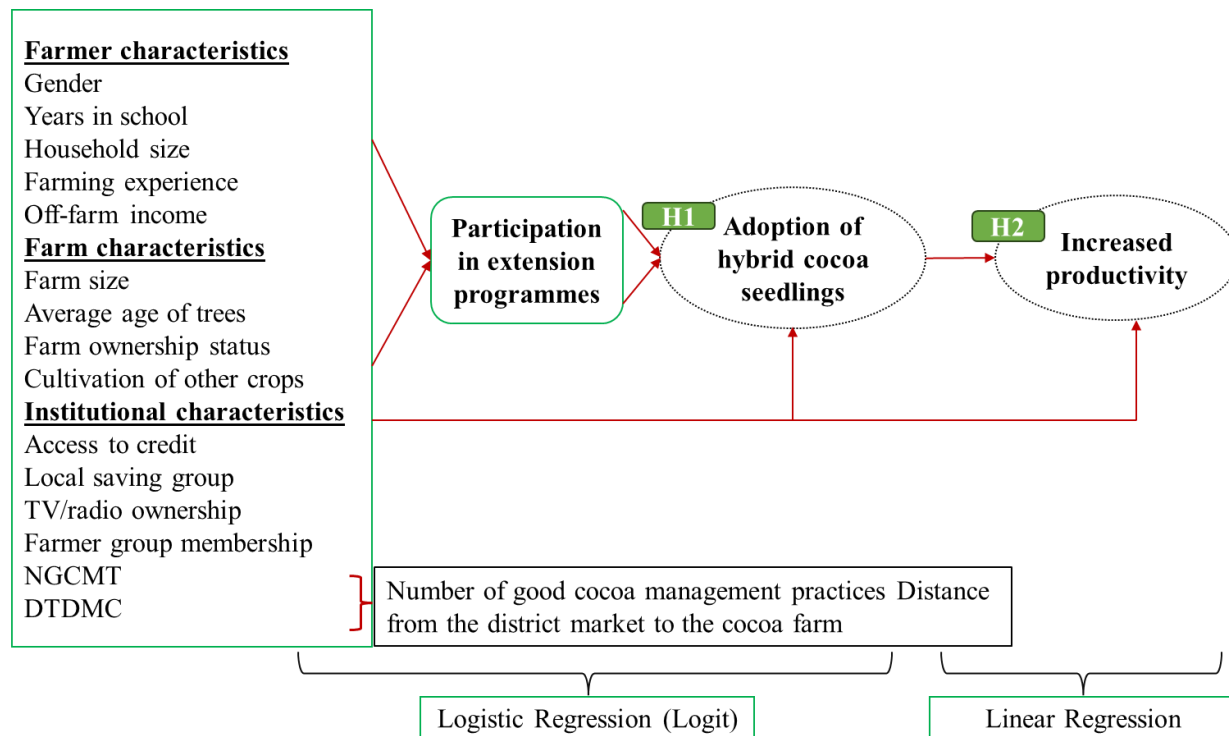 Farmer characteristics
Gender
Years in school
Household size
Farming experience
Off-farm income
Farm characteristics
Farm size
Average age of trees
Farm ownership status
Cultivation of other crops
Institutional characteristics
Access to credit
Local saving group
TV/radio ownership
Farmer group membership
NGCMT
DTDMC
Participation
in extension
programmes
H1
Adoption of
hybrid cocoa
seedlings
H2
Increased
productivity
Number of good cocoa management practices Distance
from the district market to the cocoa farm
Logistic Regression (Logit)
Linear Regression